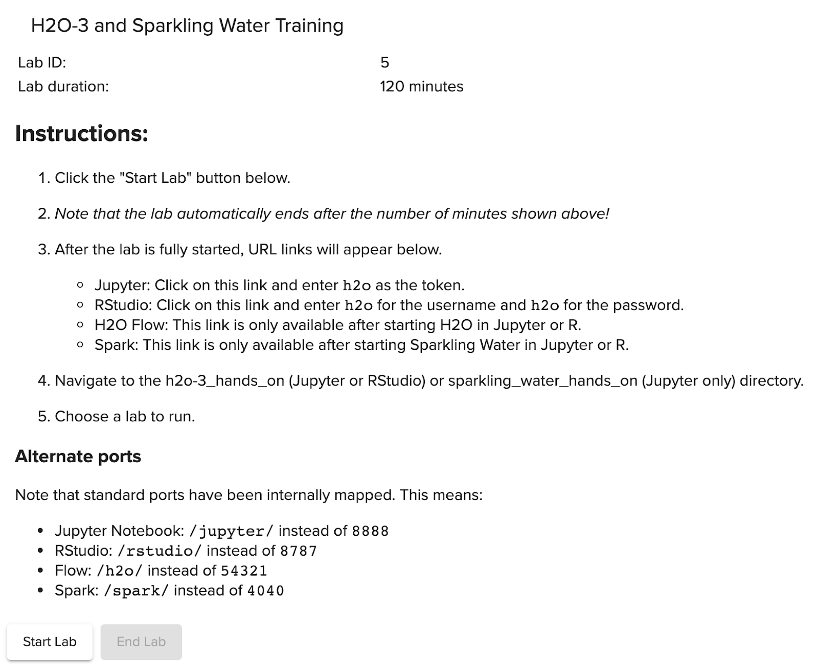 H2O-3 and Sparkling Water Training
Lab ID: 5
Lab duration: 120 minutes
Instructions:
1. Click the "Start Lab" button below.
2. Note that the lab automatically ends after the number of minutes shown above!
3. After the lab is fully started, URL links will appear below.
◦ Jupyter: Click on this link and enter h2o as the token.
◦ RStudio: Click on this link and enter h2o for the username and h2o for the password.
◦ H2O Flow: This link is only available after starting H2O in Jupyter or R.
◦ Spark: This link is only available after starting Sparkling Water in Jupyter or R.
4. Navigate to the h2o-3_hands_on (Jupyter or RStudio) or sparkling_water_hands_on (Jupyter only) directory.
5. Choose a lab to run.
Alternate ports
Note that standard ports have been internally mapped. This means:
• Jupyter Notebook: /jupyter/ instead of 8888
• RStudio: /rstudio/ instead of 8787
• Flow: /h2o/ instead of 54321
• Spark: /spark/ instead of 4040
Start Lab End Lab